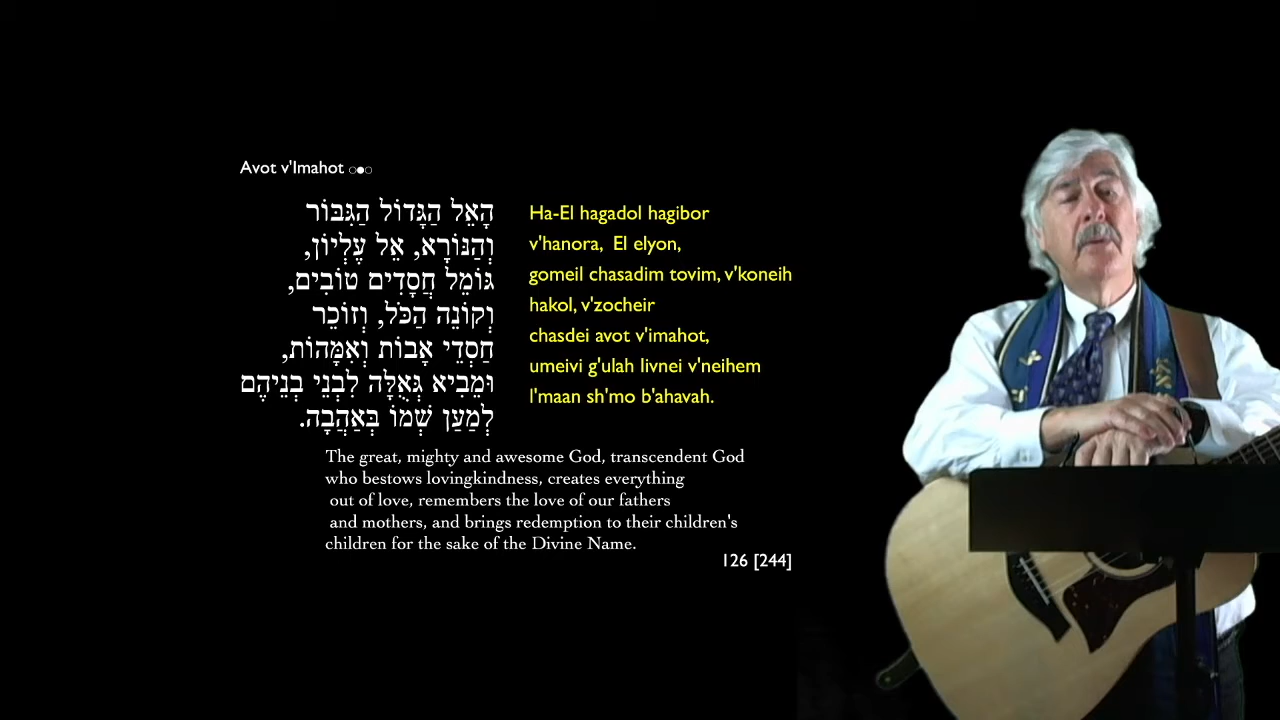 Avot v'Imahot ○●○
הָאֵל הַגָּדוֹל הַגִּבּוֹר
וְהַנּוֹרָא, אֵל עֶלְיוֹן,
גּוֹמֵל חֲסָדִים טוֹבִים,
וְקוֹנֵה הַכֹּל, וְזוֹכֵר
חַסְדֵי אָבוֹת וְאִמָּהוֹת,
וּמֵבִיא גְּאֻלָּה לִבְנֵי בְנֵיהֶם
לְמַעַן שְׁמוֹ בְּאַהֲבָה.
Ha-El hagadol hagibor
v'hanora, El elyon,
gomeil chasadim tovim, v'koneih
hakol, v'zocheir
chasdei avot v'imahot,
umeivi g'ulah livnei v'neihem
l'maan sh'mo b'ahavah.
The great, mighty and awesome God, transcendent God
who bestows lovingkindness, creates everything
out of love, remembers the love of our fathers
and mothers, and brings redemption to their children's
children for the sake of the Divine Name.
126 [244]